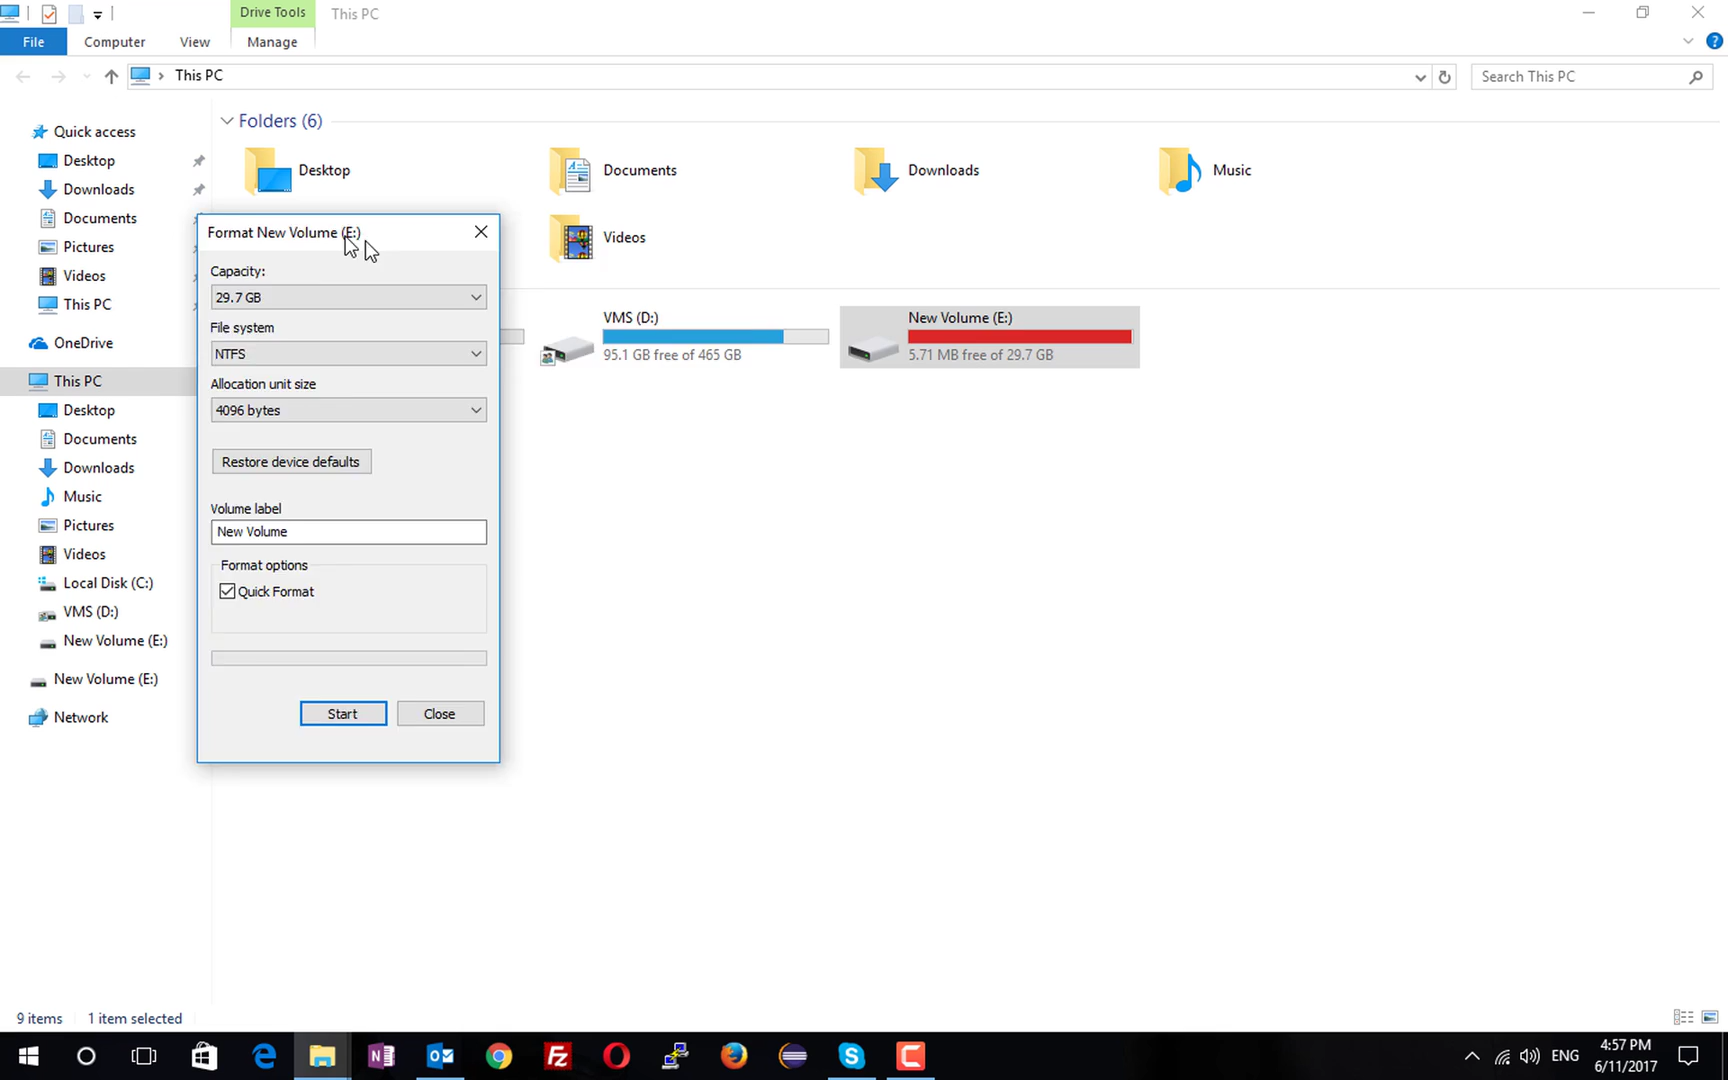 Drive Tools
This PC
File
Computer
View
Manage
This PC
Search This PC
Quick access
Desktop
Downloads
Documents
Pictures
Videos
This PC
OneDrive
This PC
Desktop
Documents
Downloads
Music
Pictures
Videos
Local Disk (C:)
VMS (D:)
New Volume (E:)
New Volume (E:)
Network
Folders (6)
Desktop
Documents
Downloads
Music
Videos
VMS (D:)
95.1 GB free of 465 GB
New Volume (E:)
5.71 MB free of 29.7 GB
Format New Volume (E:)
Capacity:
29.7 GB
File system
NTFS
Allocation unit size
4096 bytes
Restore device defaults
Volume label
New Volume
Format options
Quick Format
Start
Close
9 items
1 item selected
ENG
4:57 PM
6/11/2017